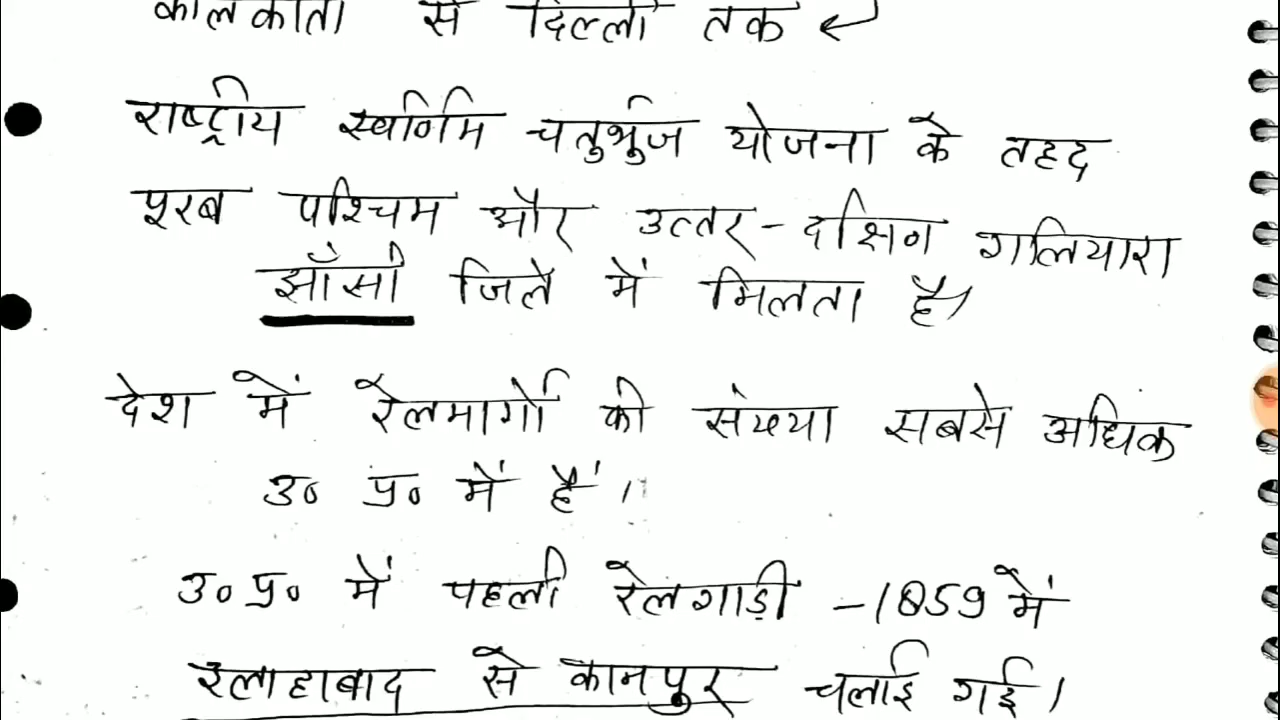 कोलकाता से दिल्ली तक ↵
राष्ट्रीय स्वर्णिम चतुर्भुज योजना के तहद
पूरब पश्चिम और उत्तर-दक्षिण गलियारा
झाँसी जिले में मिलता है।
देश में रेलमार्गों की संख्या सबसे अधिक
उ० प्र० में हैं।
उ० प्र० में पहली रेलगाड़ी -1859 में
इलाहाबाद से कानपुर चलाई गई।